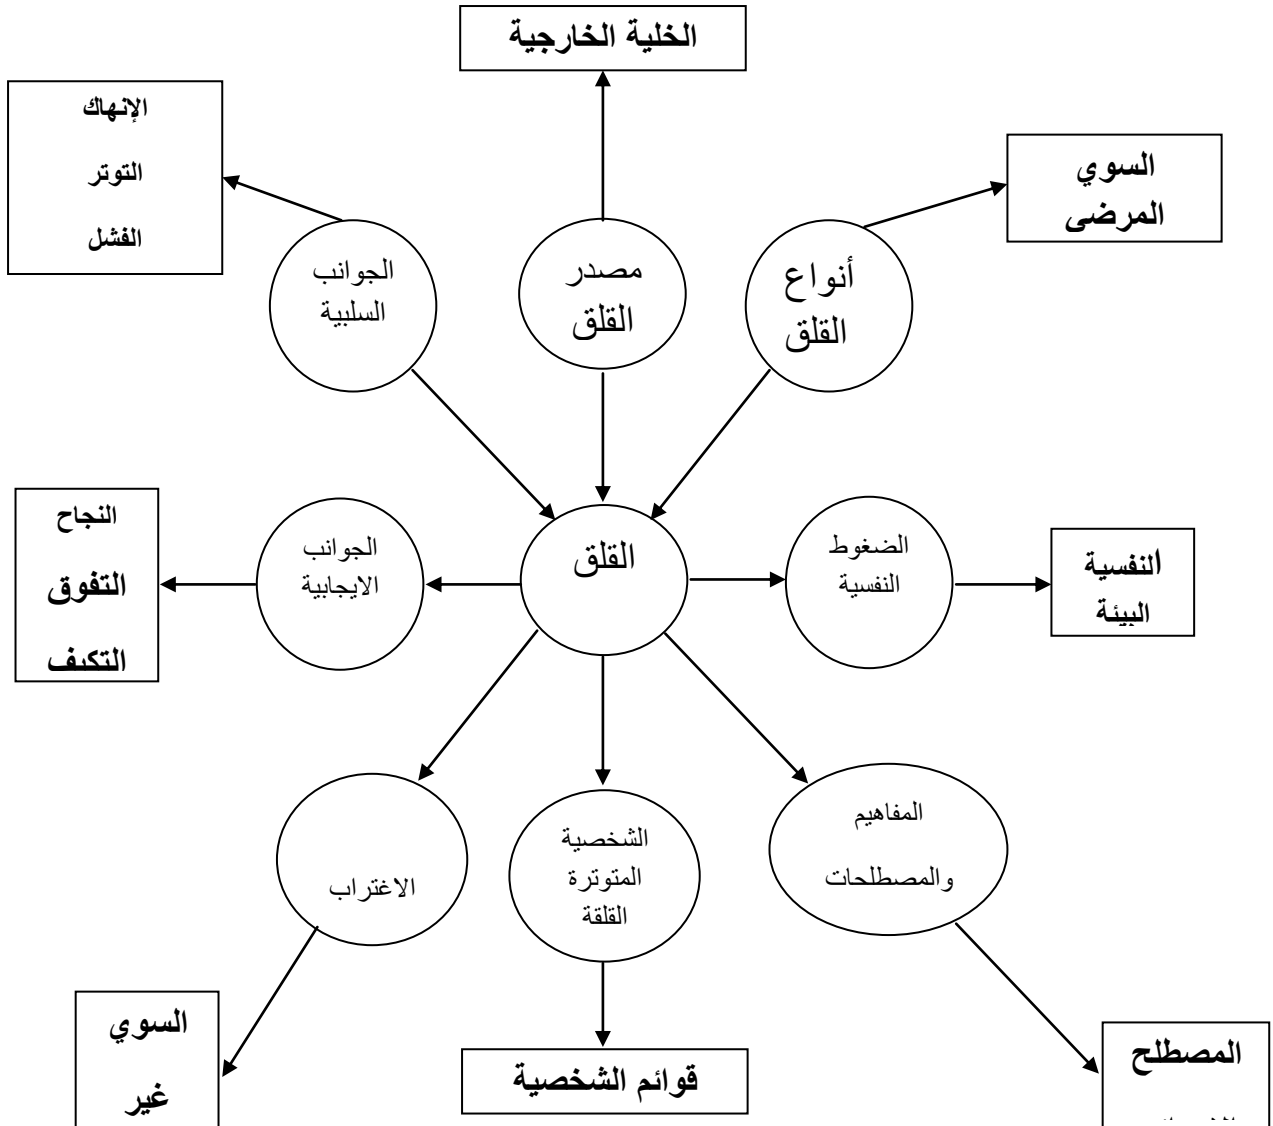 الخلية الخارجية
الإنهاك
التوتر
الفشل
السوي
المرضى
الجوانب
السلبية
مصدر
القلق
أنواع
القلق
النجاح
التفوق
التكيف
الجوانب
الايجابية
القلق
الضغوط
النفسية
النفسية
البيئة
الاغتراب
الشخصية
المتوترة
القلقة
المفاهيم
والمصطلحات
السوي
غير
قوائم الشخصية
المصطلح